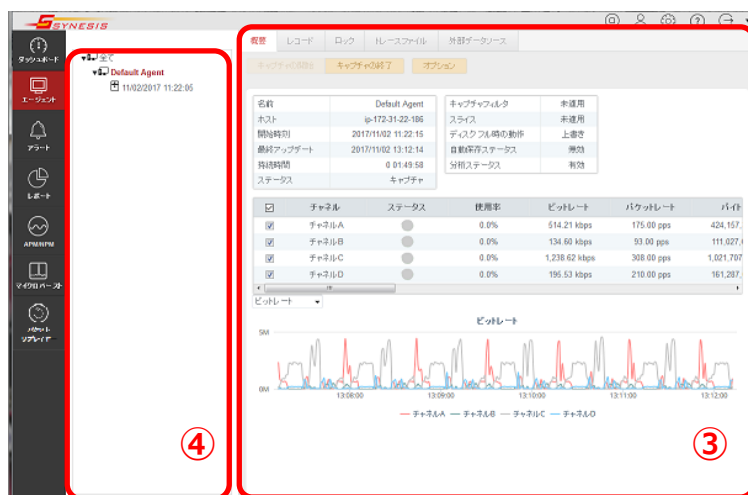 SYNESIS
ダッシュボード
エージェント
アラート
レポート
APM/NPM
マイクロバースト
パケット
リプレイヤー
全て
Default Agent
11/02/2017 11:22:05
④
概要 レコード ロック トレースファイル 外部データソース
キャプチャの開始 キャプチャの終了 オプション
名前 Default Agent
ホスト ip-172-31-22-186
開始時刻 2017/11/02 11:22:15
最終アップデート 2017/11/02 13:12:14
持続時間 0 01:49:58
ステータス キャプチャ
キャプチャフィルタ 未適用
スライス 未適用
ディスクフル時の動作 上書き
自動保存ステータス 無効
分析ステータス 有効
チャネル ステータス 使用率 ビットレート パケットレート バイト
チャネルA 0.0% 514.21 kbps 175.00 pps 424,157,
チャネルB 0.0% 134.60 kbps 93.00 pps 111,027,
チャネルC 0.0% 1,238.62 kbps 308.00 pps 1,021,707
チャネルD 0.0% 195.53 kbps 210.00 pps 161,287,
ビットレート
ビットレート
5M
0M
13:08:00 13:09:00 13:10:00 13:11:00 13:12:00
チャネルA チャネルB チャネルC チャネルD
③